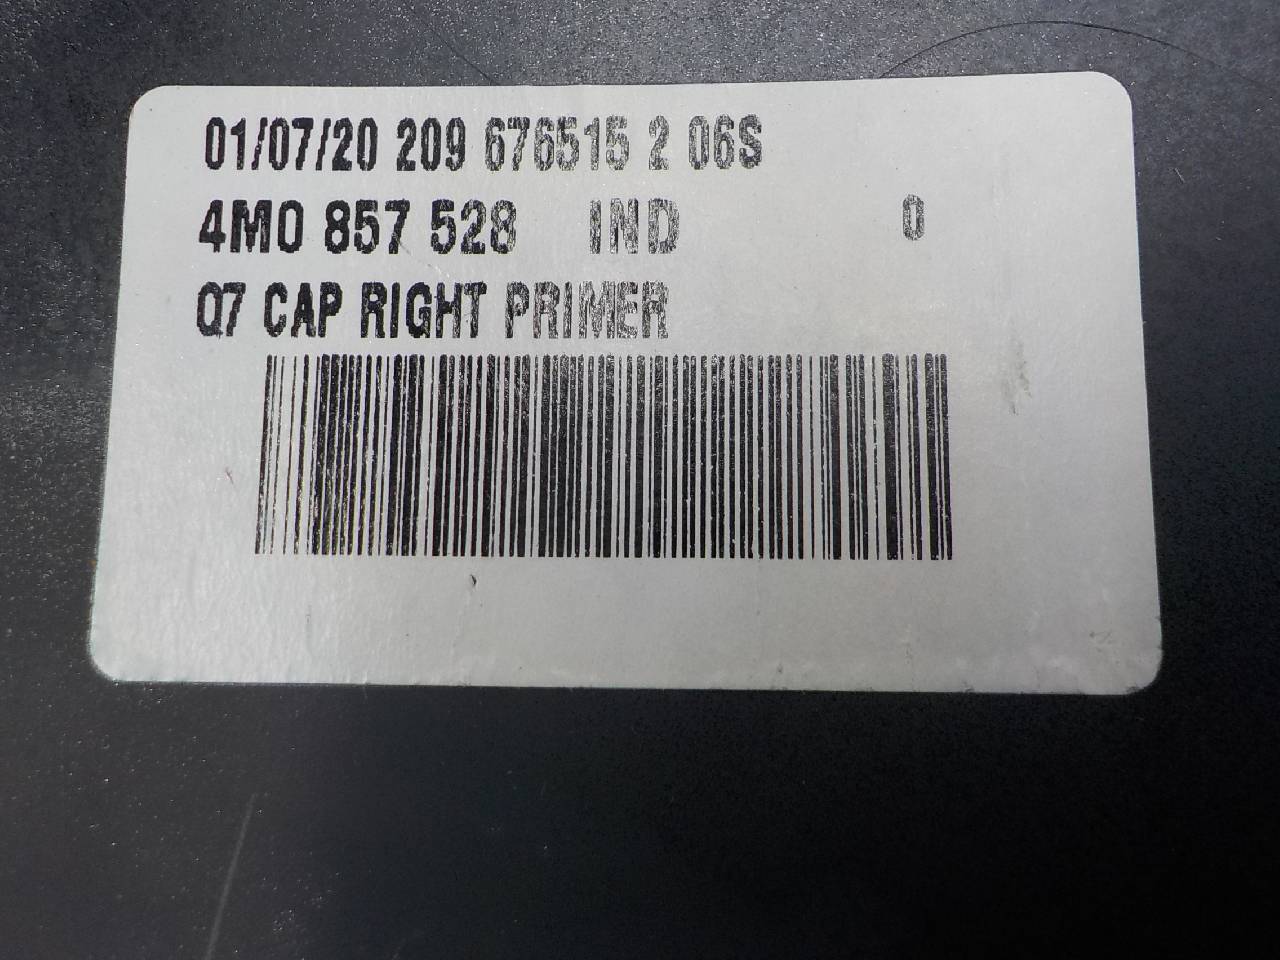 01/07/20 209 676515 2 06S
4M0 857 528 IND 0
Q7 CAP RIGHT PRIMER